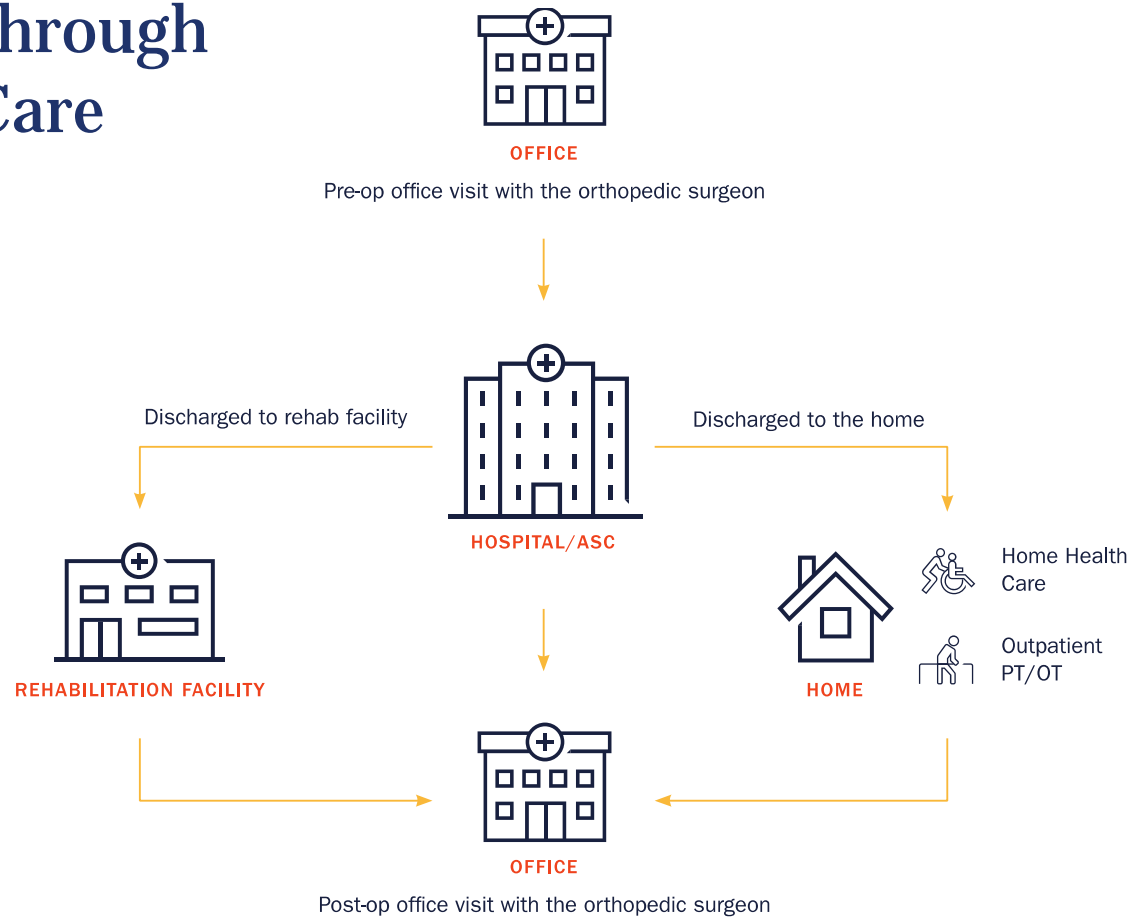 hrough
Care
OFFICE
Pre-op office visit with the orthopedic surgeon
Discharged to rehab facility
Discharged to the home
HOSPITAL/ASC
Home Health
Care
Outpatient
PT/OT
REHABILITATION FACILITY
HOME
OFFICE
Post-op office visit with the orthopedic surgeon